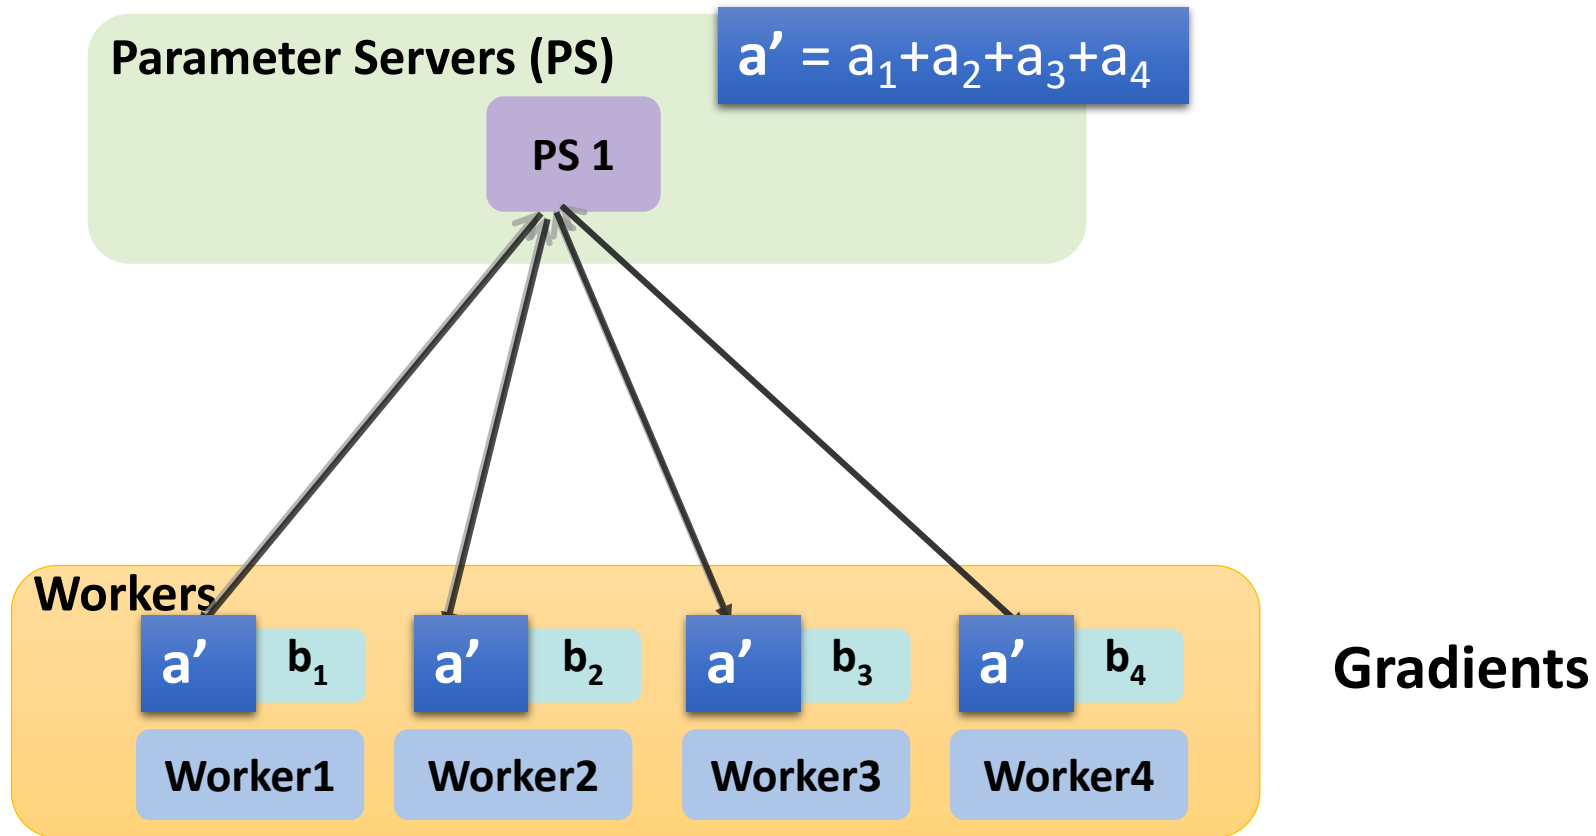 Parameter Servers (PS)
a’ = a₁+a₂+a₃+a₄
PS 1
Workers
a’ b₁ a’ b₂ a’ b₃ a’ b₄
Gradients
Worker1 Worker2 Worker3 Worker4